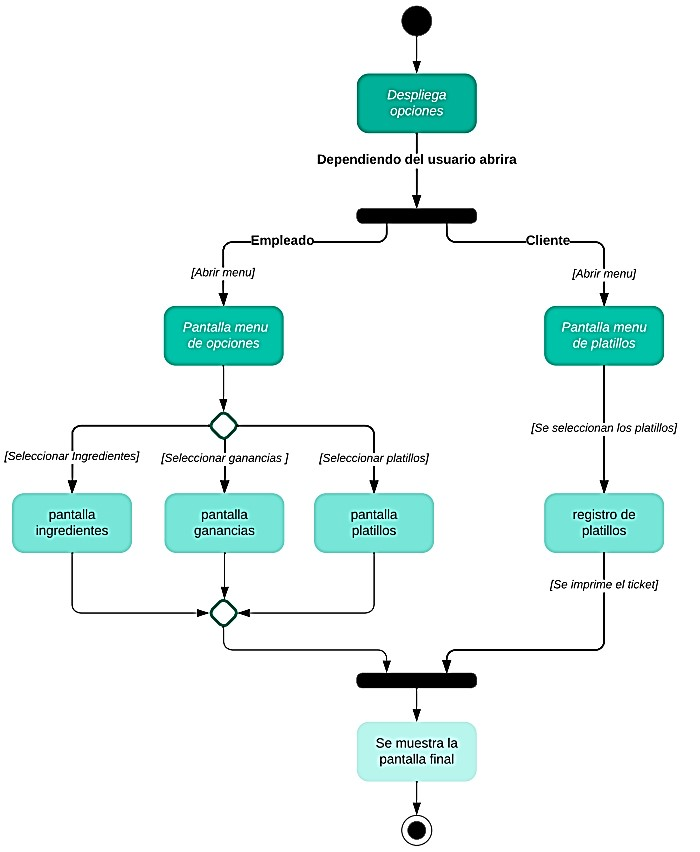 Despliega
opciones
Dependiendo del usuario abrira
Empleado
Cliente
[Abrir menu]
[Abrir menu]
Pantalla menu
de opciones
Pantalla menu
de platillos
[Se seleccionan los platillos]
[Seleccionar Ingredientes]
[Seleccionar ganancias ]
[Seleccionar platillos]
pantalla
ingredientes
pantalla
ganancias
pantalla
platillos
registro de
platillos
[Se imprime el ticket]
Se muestra la
pantalla final